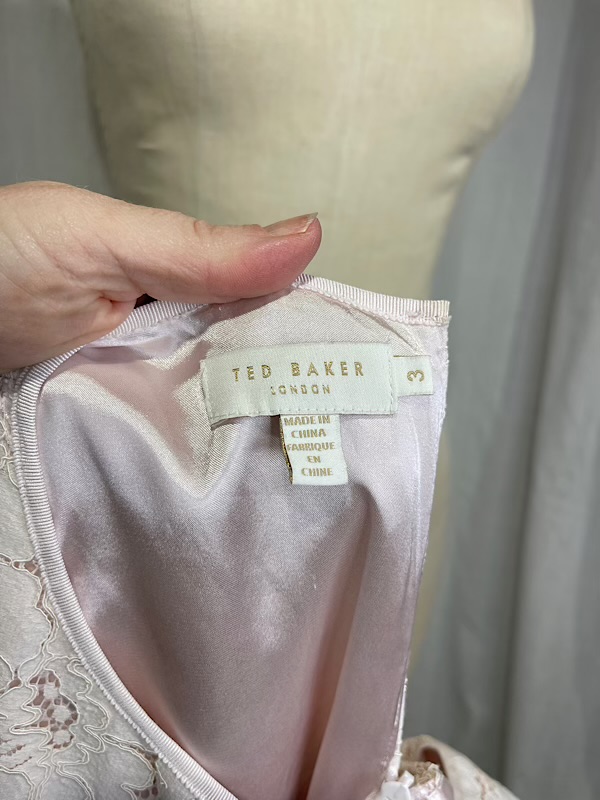 TED BAKER
LONDON
3
MADE IN
CHINA
FABRIQUE
EN
CHINE